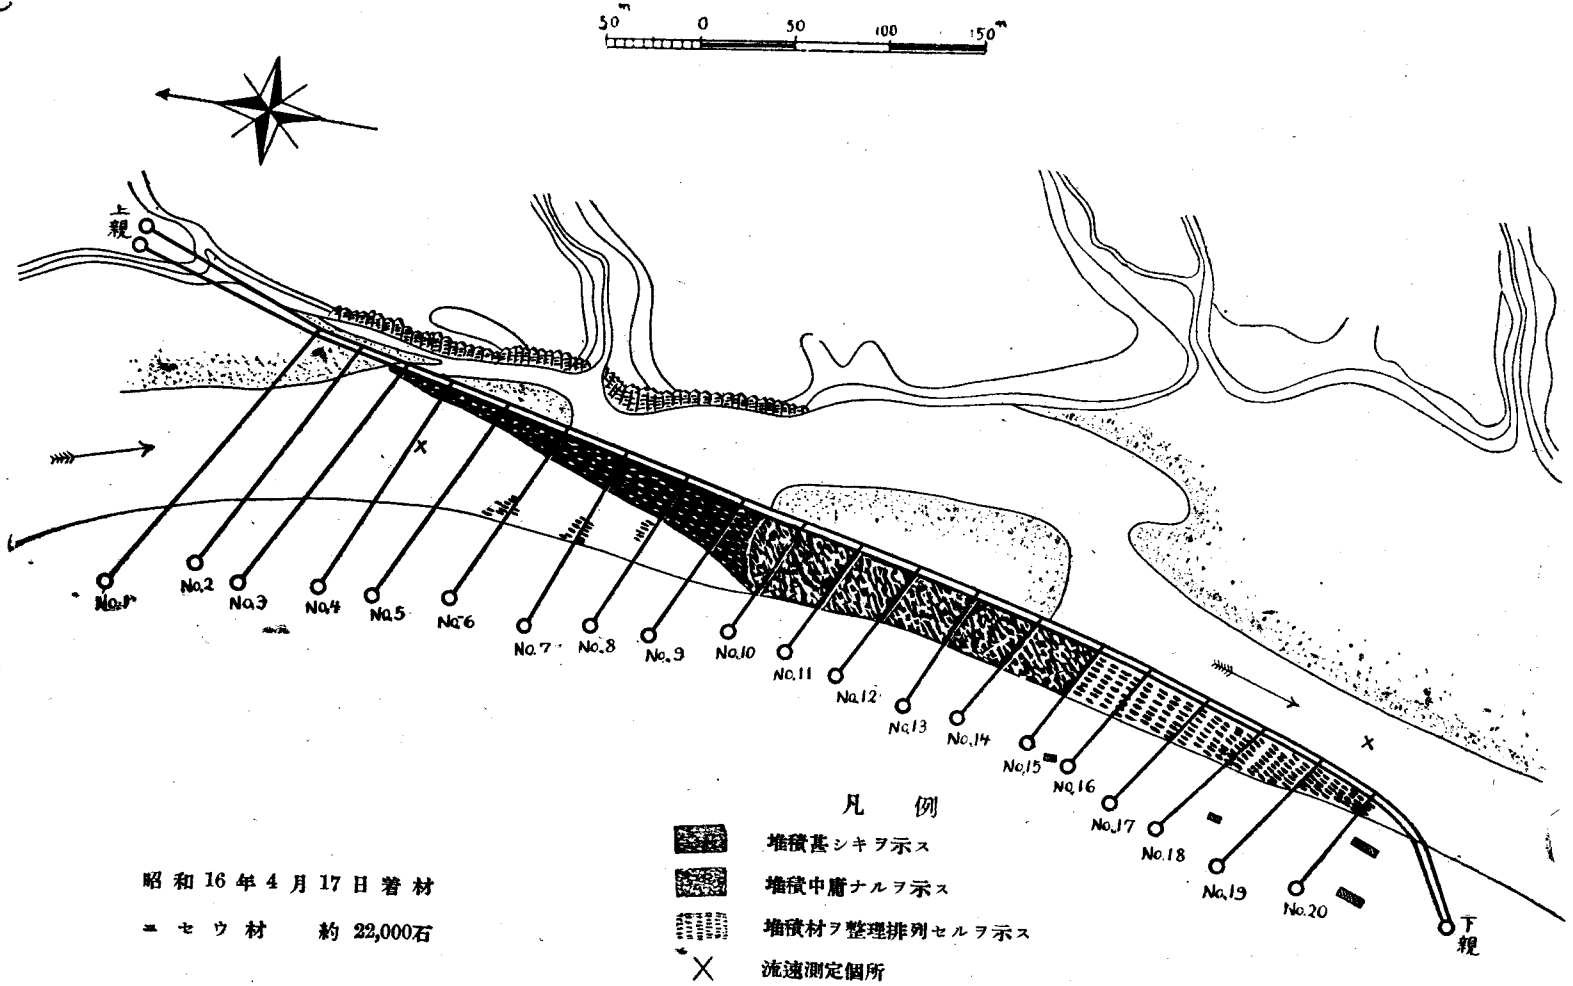 50m 0 50 100 150m
上親
No.1
No.2
No.3
No.4
No.5
No.6
No.7
No.8
No.9
No.10
No.11
No.12
No.13
No.14
No.15
No.16
No.17
No.18
No.19
No.20
下親
凡 例
堆積甚シキヲ示ス
堆積中庸ナルヲ示ス
堆積材ヲ整理排列セルヲ示ス
流速測定個所
昭和16年4月17日着材
ニセウ材 約22,000石